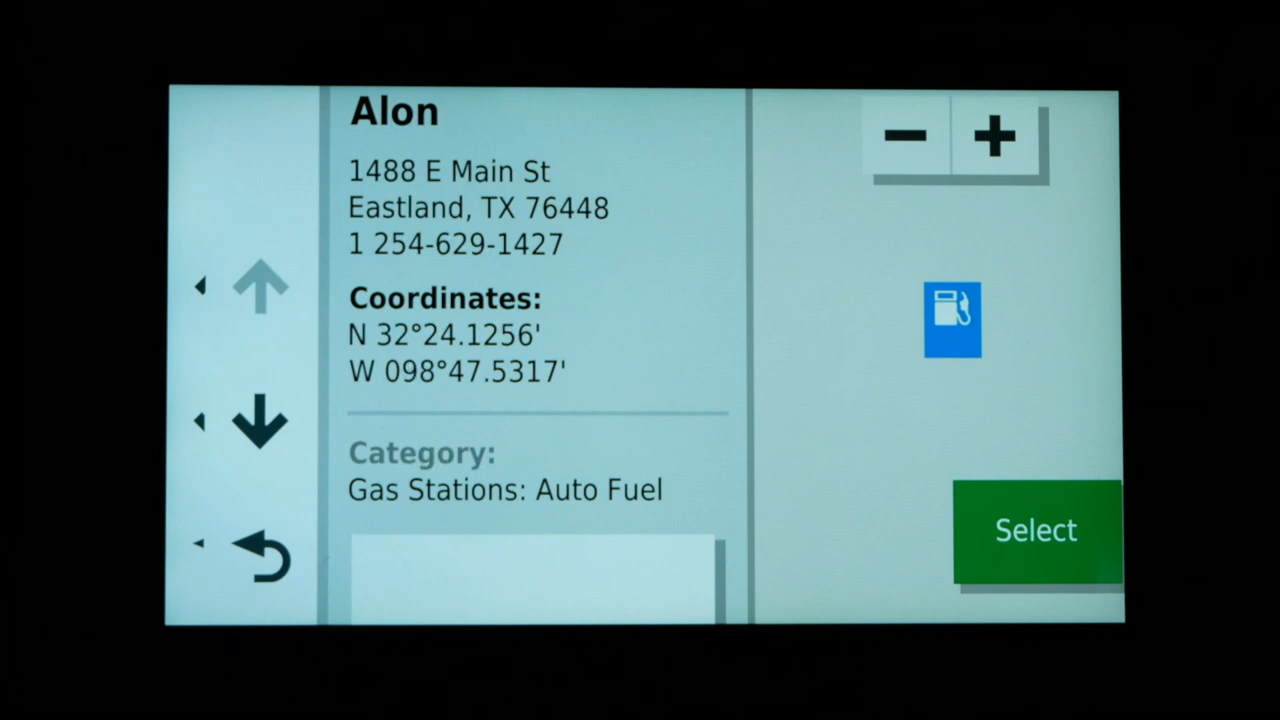 Alon
1488 E Main St
Eastland, TX 76448
1 254-629-1427
Coordinates:
N 32°24.1256'
W 098°47.5317'
Category:
Gas Stations: Auto Fuel
Select